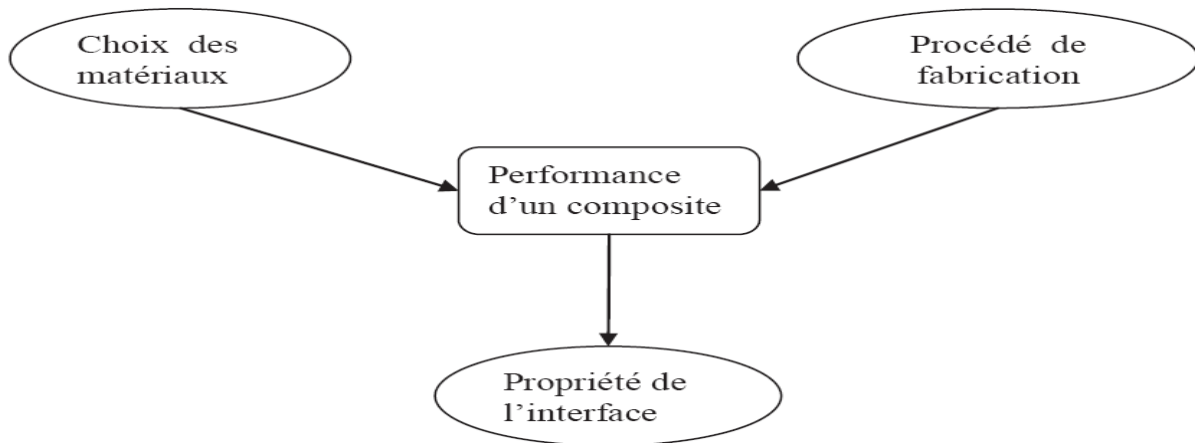 Choix des
matériaux
Procédé de
fabrication
Performance
d’un composite
Propriété de
l’interface